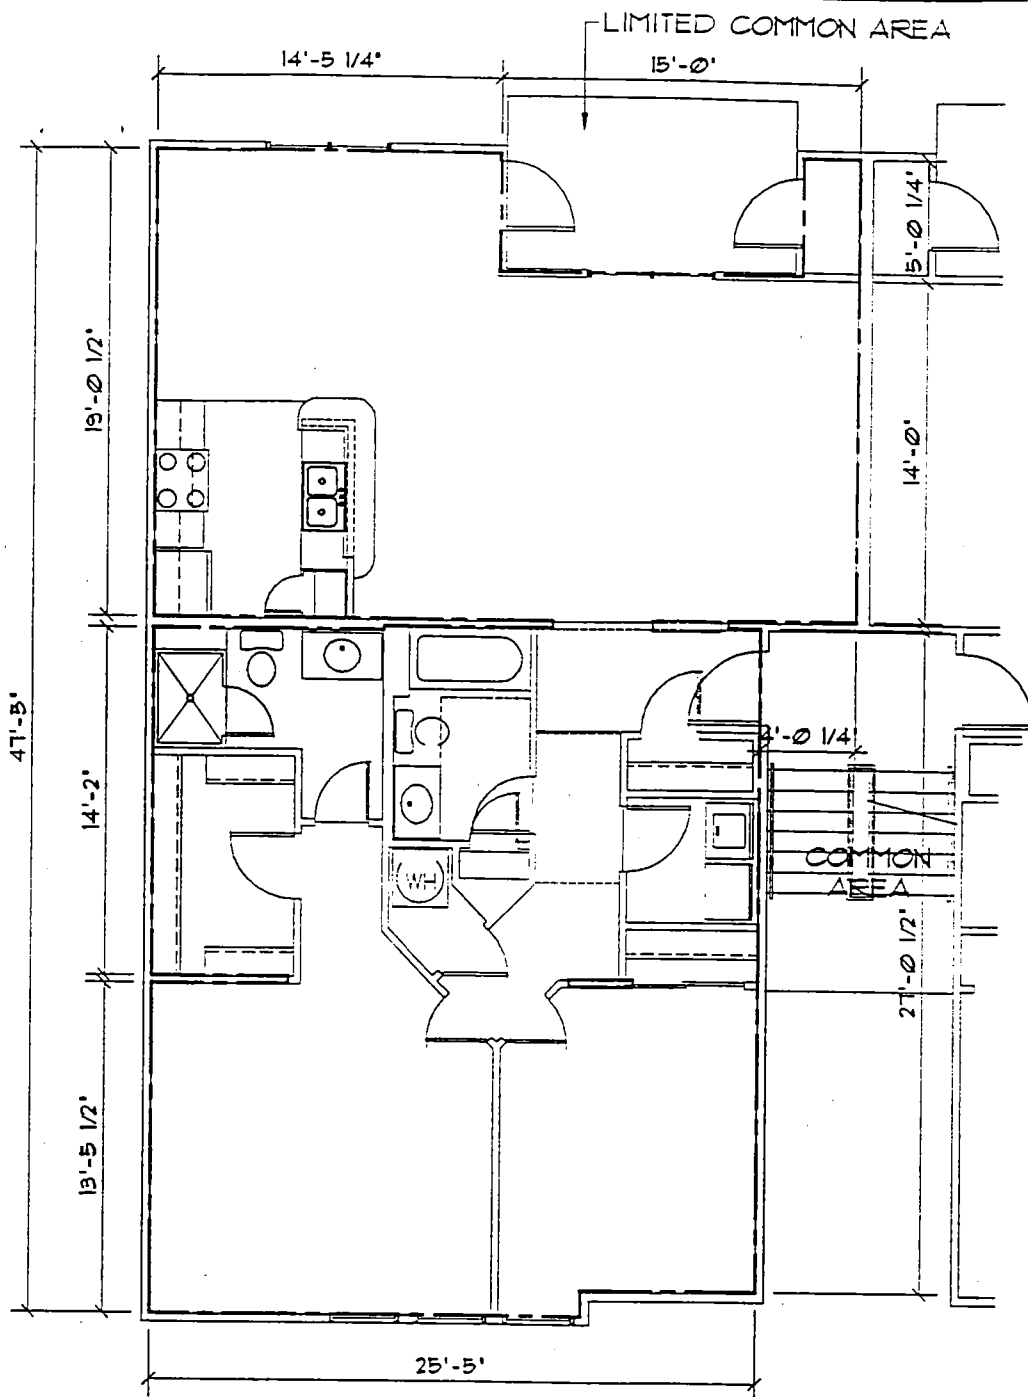 LIMITED COMMON AREA
14'-5 1/4"
15'-0"
5'-0 1/4"
19'-0 1/2"
14'-0"
47'-3"
14'-2"
4'-0 1/4
COMMON
AREA
WH
27'-0 1/2"
13'-5 1/2"
25'-5"